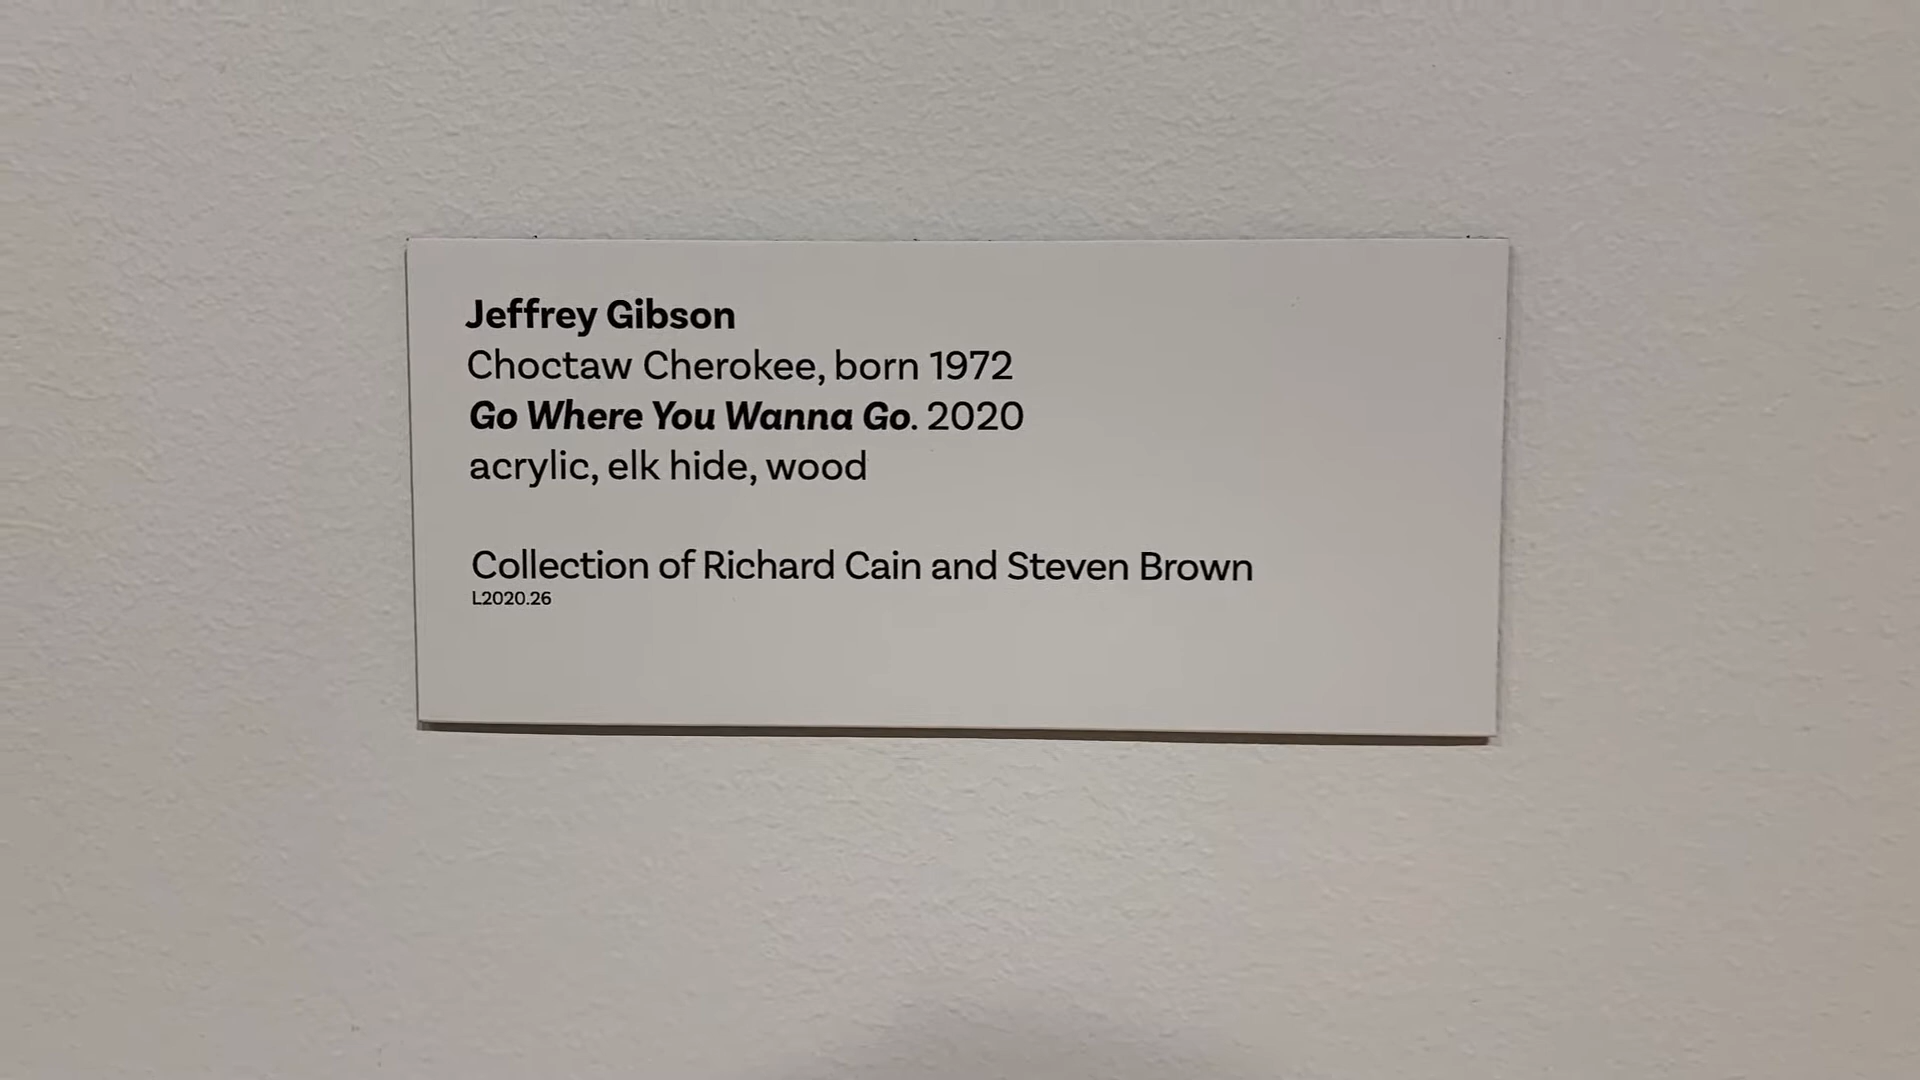 Jeffrey Gibson
Choctaw Cherokee, born 1972
Go Where You Wanna Go. 2020
acrylic, elk hide, wood
Collection of Richard Cain and Steven Brown
L2020.26